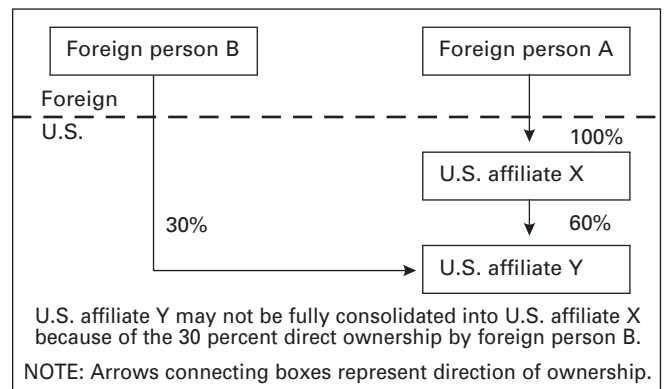 Foreign person B
Foreign person A
Foreign
U.S.
100%
U.S. affiliate X
30%
60%
U.S. affiliate Y
U.S. affiliate Y may not be fully consolidated into U.S. affiliate X
because of the 30 percent direct ownership by foreign person B.
NOTE: Arrows connecting boxes represent direction of ownership.